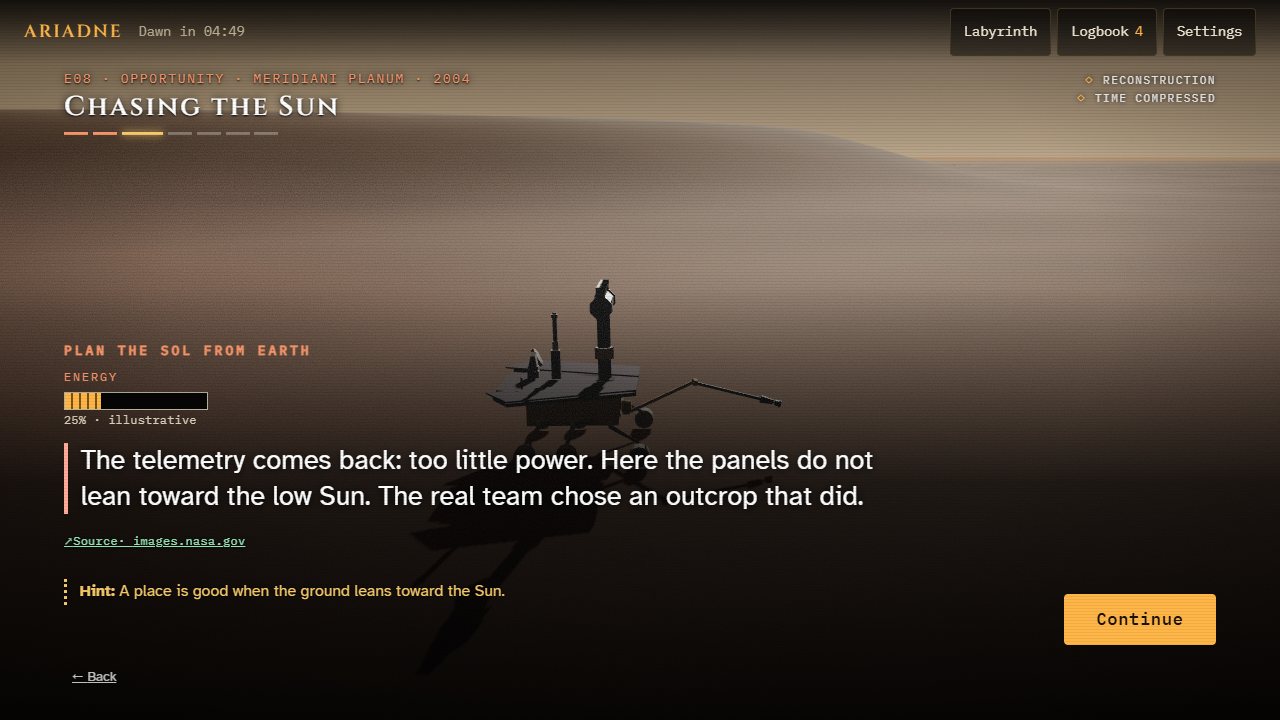 ARIADNE Dawn in 04:49 Labyrinth Logbook 4 Settings
E08 · OPPORTUNITY · MERIDIANI PLANUM · 2004
Chasing the Sun
◇ RECONSTRUCTION
◇ TIME COMPRESSED
PLAN THE SOL FROM EARTH
ENERGY
25% · illustrative
The telemetry comes back: too little power. Here the panels do not
lean toward the low Sun. The real team chose an outcrop that did.
↗Source· images.nasa.gov
Hint: A place is good when the ground leans toward the Sun.
Continue
← Back